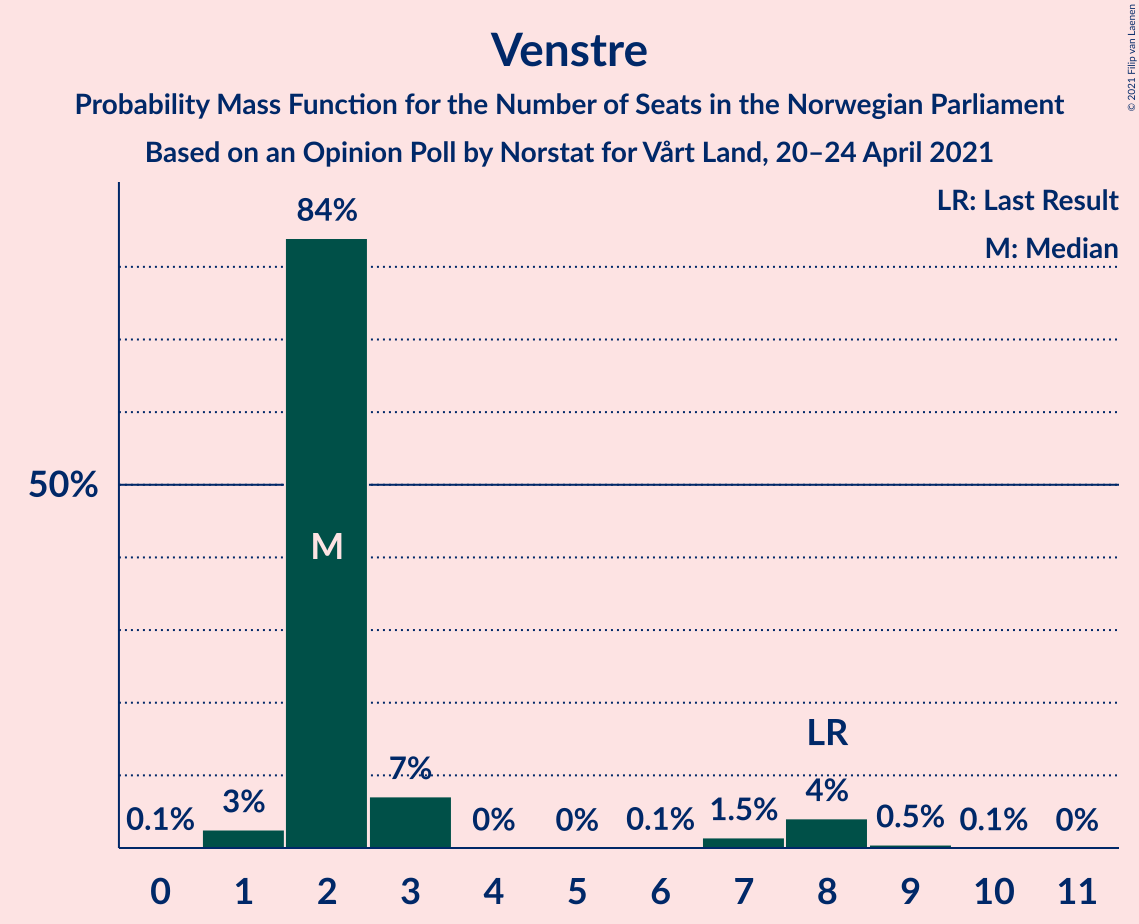 Venstre
Probability Mass Function for the Number of Seats in the Norwegian Parliament
Based on an Opinion Poll by Norstat for Vårt Land, 20–24 April 2021
© 2021 Filip van Laenen
LR: Last Result
M: Median
84%
50%
M
LR
0.1%
3%
7%
0%
0%
0.1%
1.5%
4%
0.5%
0.1%
0%
0 1 2 3 4 5 6 7 8 9 10 11